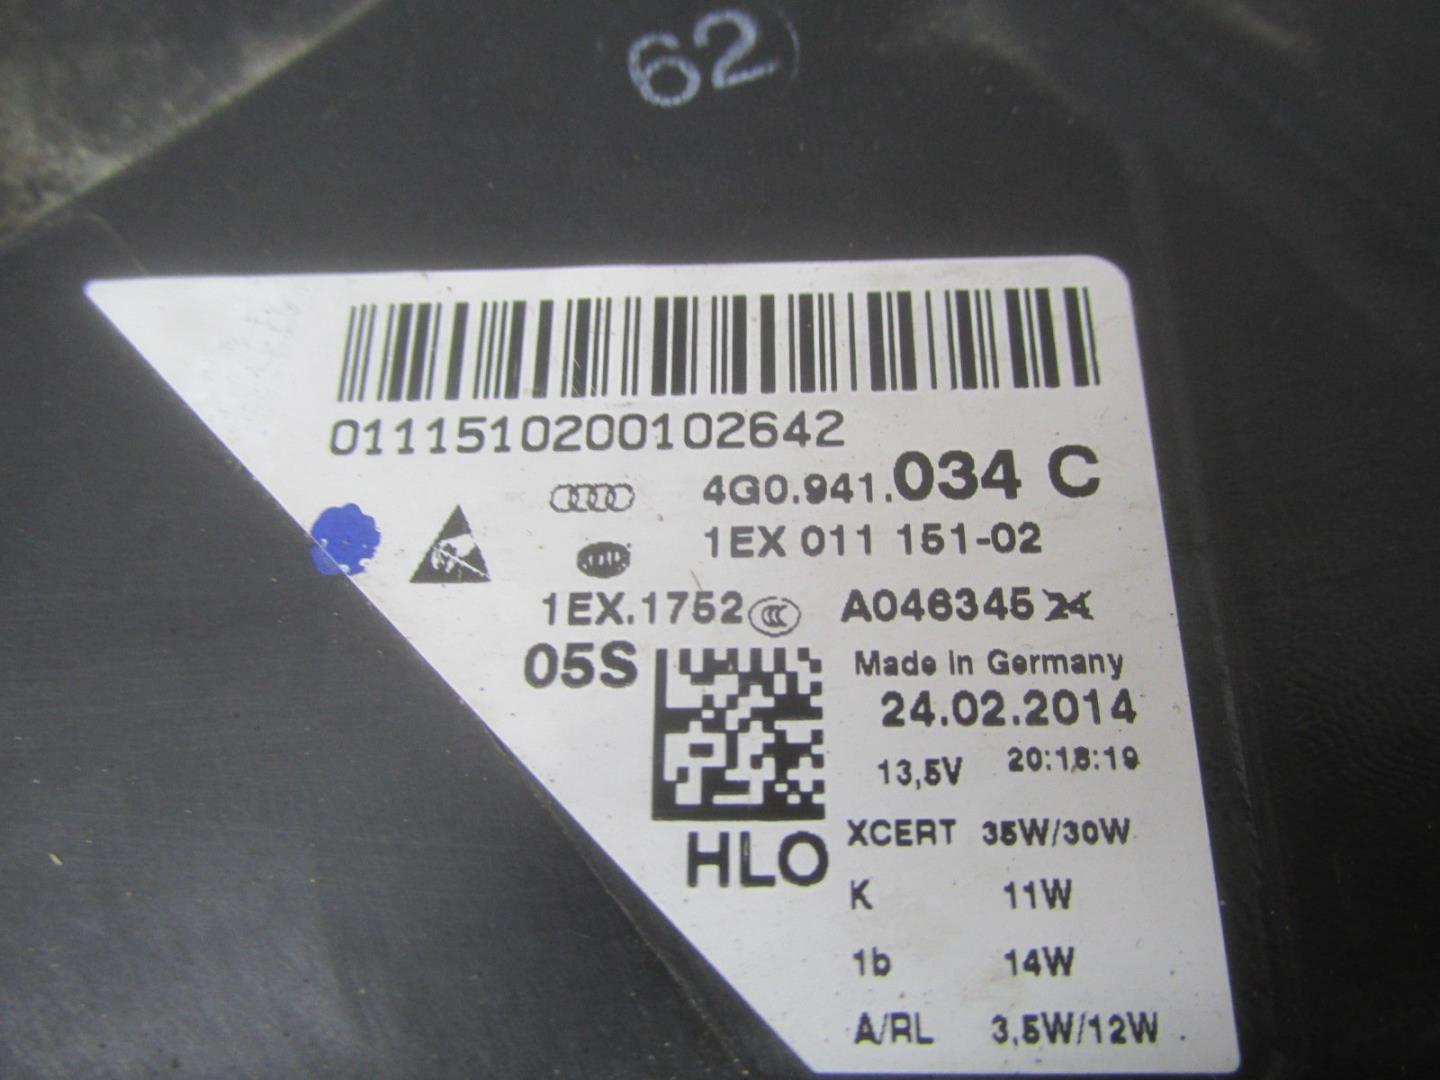 62
0111510200102642
4G0.941.034 C
1EX 011 151-02
1EX.1752 CCC A046345 24
05S
Made in Germany
24.02.2014
13,5V 20:18:19
HLO
XCERT 35W/30W
K 11W
1b 14W
A/RL 3,5W/12W